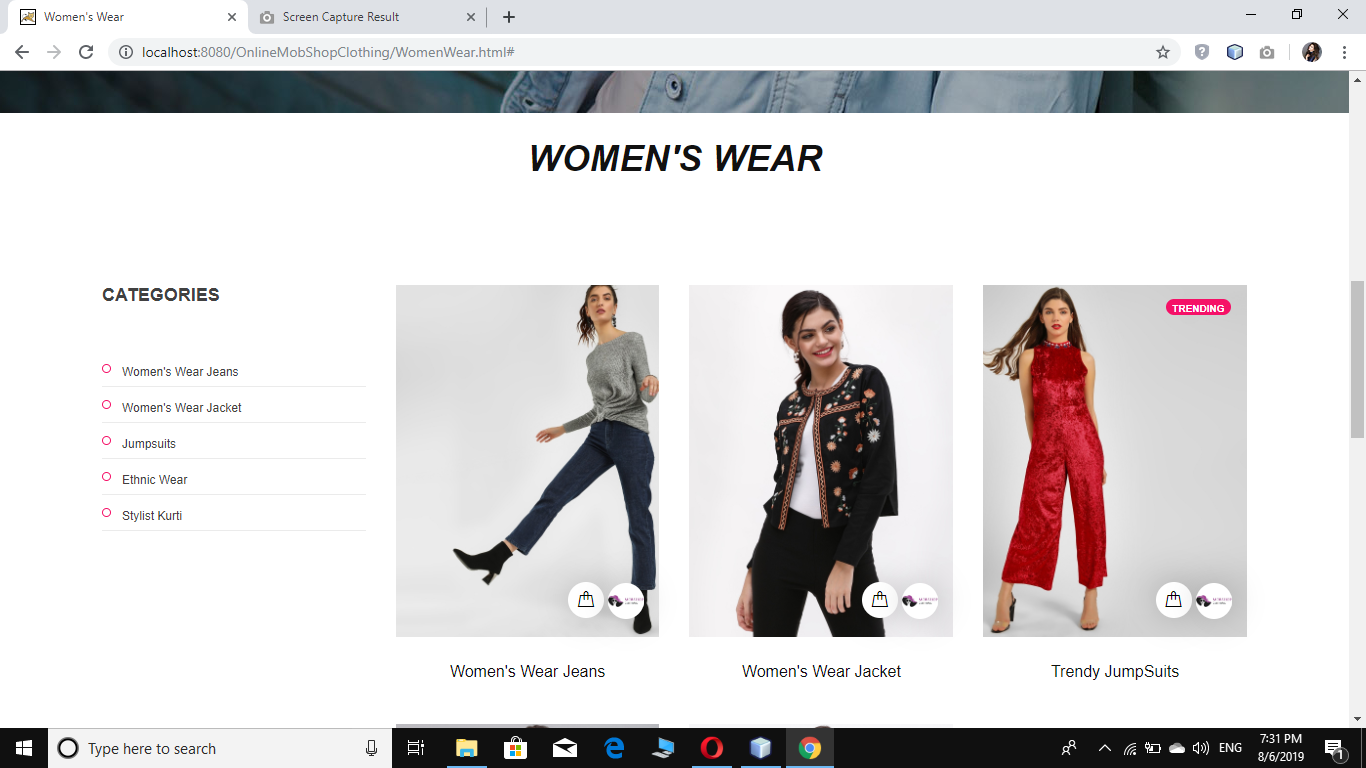 Women's Wear
Screen Capture Result
localhost:8080/OnlineMobShopClothing/WomenWear.html#
WOMEN'S WEAR
CATEGORIES
Women's Wear Jeans
Women's Wear Jacket
Jumpsuits
Ethnic Wear
Stylist Kurti
TRENDING
Women's Wear Jeans
Women's Wear Jacket
Trendy JumpSuits
Type here to search
ENG
7:31 PM
8/6/2019
1